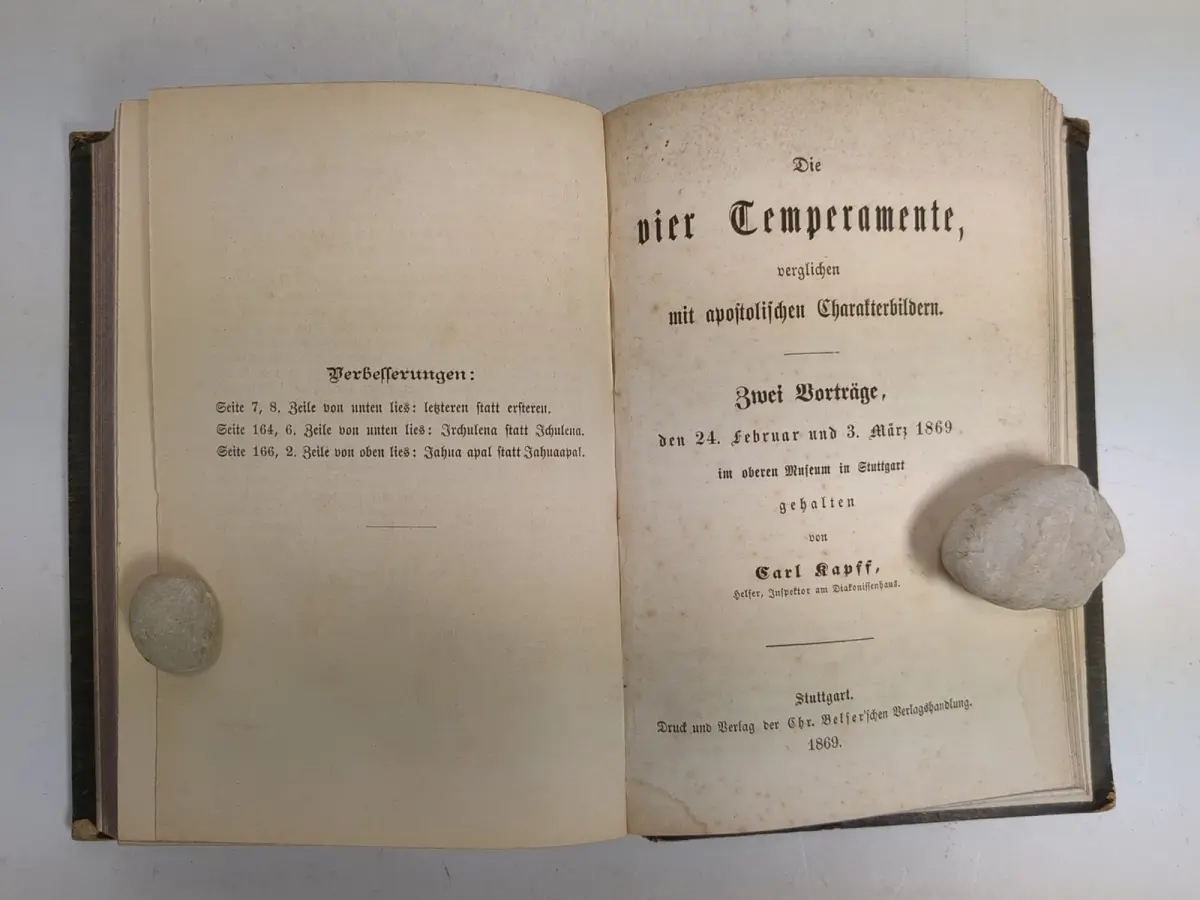 Verbesserungen:
Seite 7, 8. Zeile von unten lies: letzteren statt ersteren.
Seite 164, 6. Zeile von unten lies: Irchulena statt Ichulena.
Seite 166, 2. Zeile von oben lies: Jahua apal statt Jahuaapal.
Die
vier Temperamente,
verglichen
mit apostolischen Charakterbildern.
Zwei Vorträge,
den 24. Februar und 3. März 1869
im oberen Museum in Stuttgart
gehalten
von
Carl Kapff,
Helfer, Inspektor am Diakonissenhaus.
Stuttgart.
Druck und Verlag der Chr. Belser'schen Verlagshandlung.
1869.